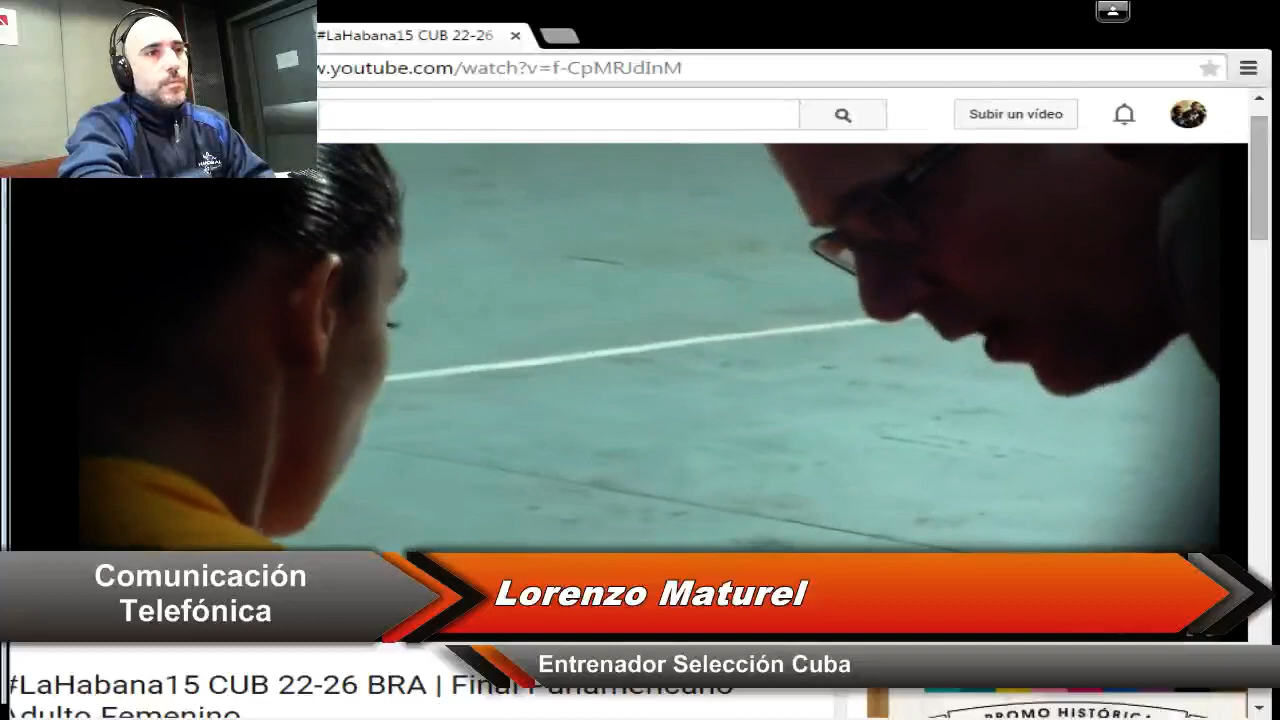 #LaHabana15 CUB 22-26
w.youtube.com/watch?v=f-CpMRJdInM
Subir un vídeo
Comunicación
Telefónica
Lorenzo Maturel
Entrenador Selección Cuba
#LaHabana15 CUB 22-26 BRA | Final Panamericano
Adulto Femenino
PROMO HISTÓRICA